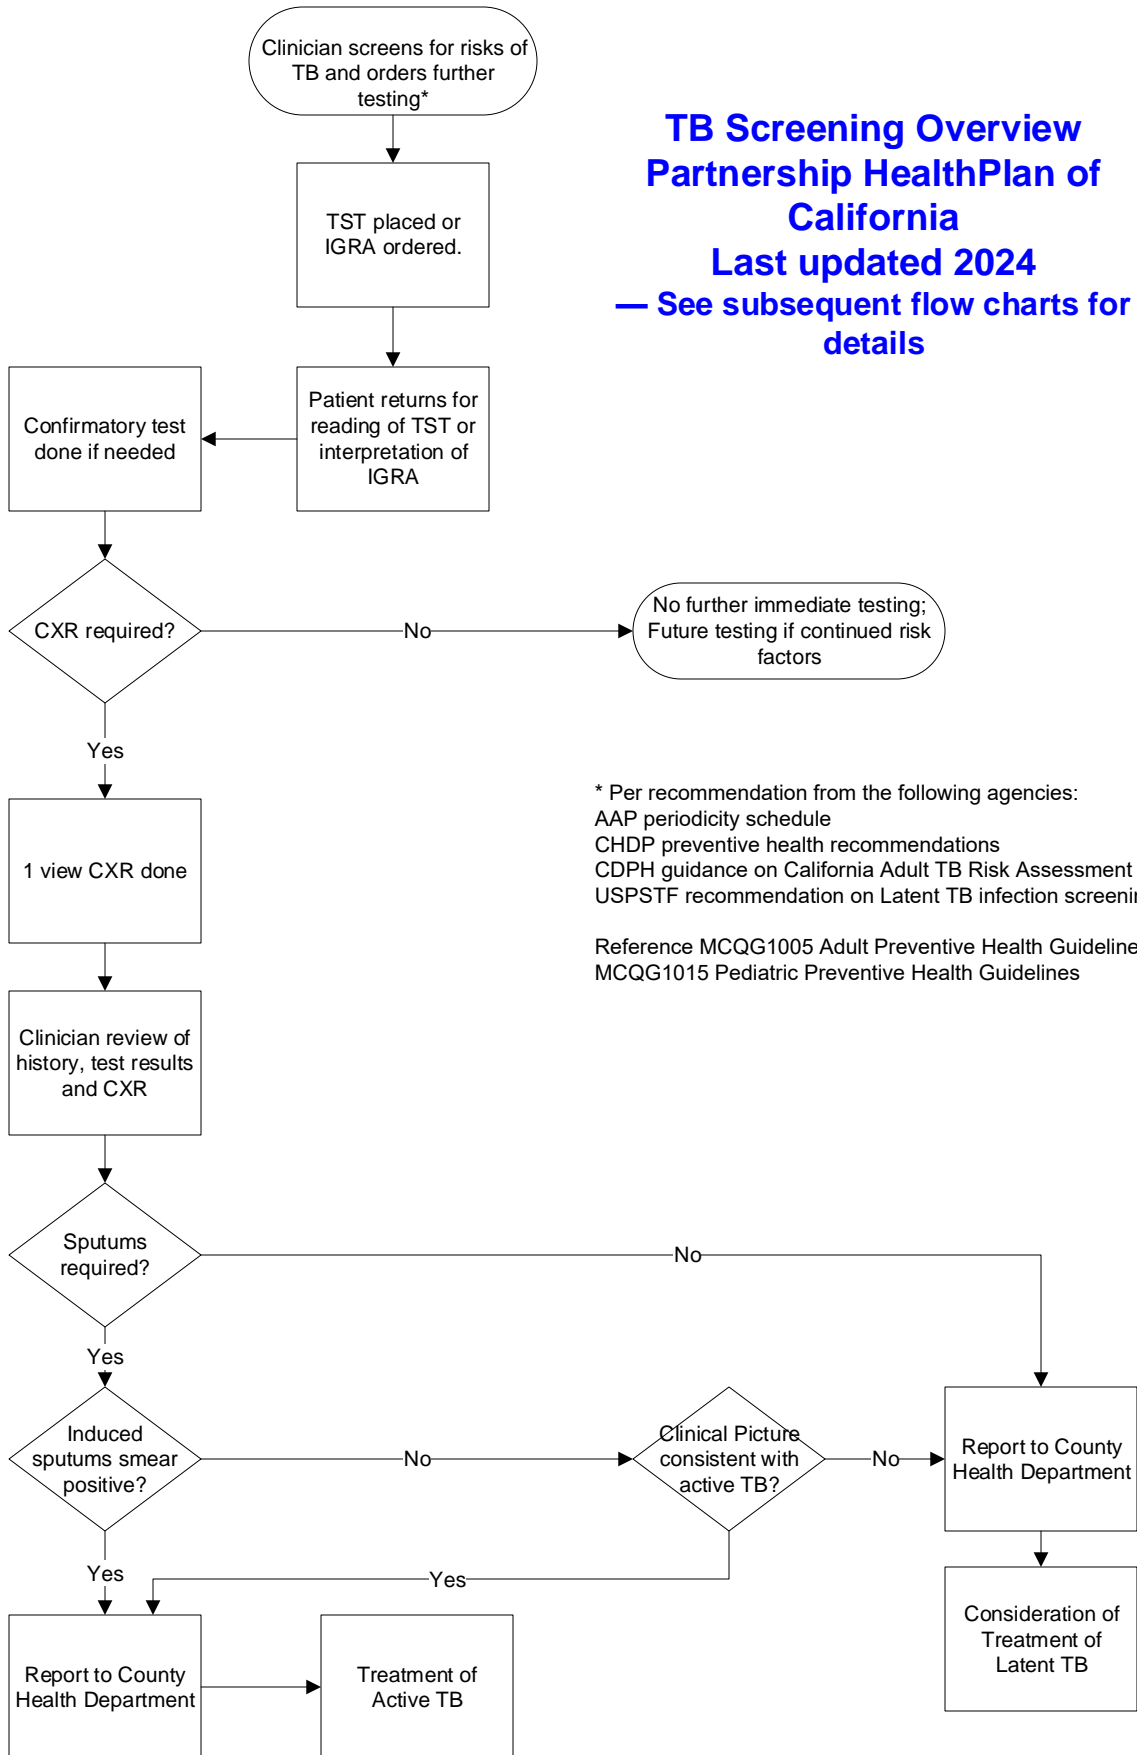 Clinician screens for risks of
TB and orders further
testing*
TB Screening Overview
Partnership HealthPlan of
California
Last updated 2024
— See subsequent flow charts for
details
TST placed or
IGRA ordered.
Patient returns for
reading of TST or
interpretation of
IGRA
Confirmatory test
done if needed
CXR required?
No
No further immediate testing;
Future testing if continued risk
factors
Yes
1 view CXR done
* Per recommendation from the following agencies:
AAP periodicity schedule
CHDP preventive health recommendations
CDPH guidance on California Adult TB Risk Assessment
USPSTF recommendation on Latent TB infection
Reference MCQG1005 Adult Preventive Health
MCQG1015 Pediatric Preventive Health Guidelines
Clinician review of
history, test results
and CXR
Sputums
required?
No
Yes
Induced
sputums smear
positive?
No
Clinical Picture
consistent with
active TB?
No
Report to County
Health Department
Yes
Yes
Report to County
Health Department
Treatment of
Active TB
Consideration of
Treatment of
Latent TB